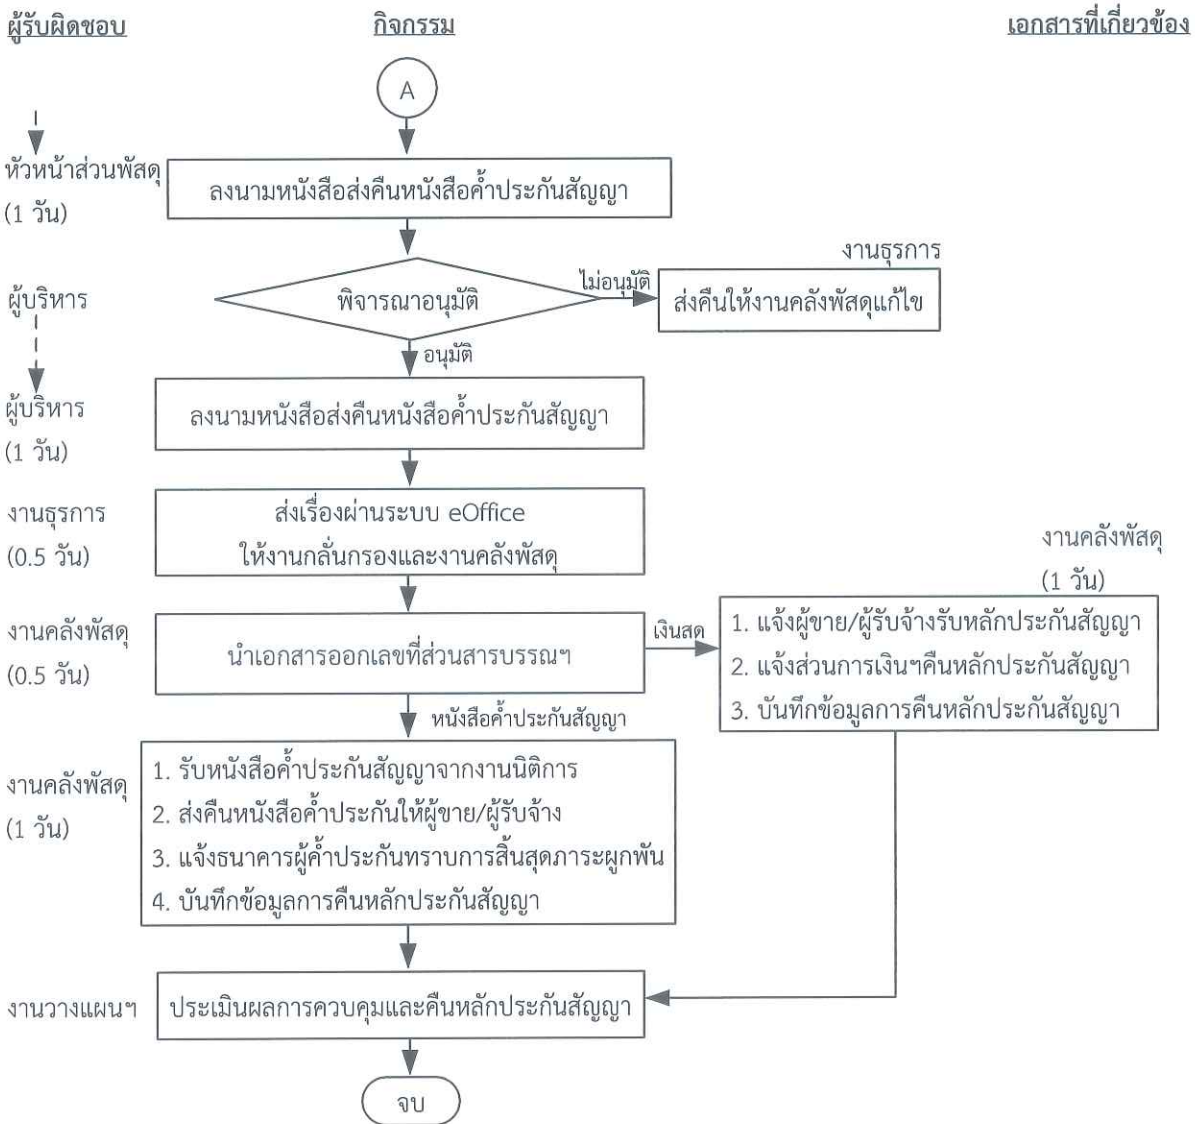 ผู้รับผิดชอบ
กิจกรรม
เอกสารที่เกี่ยวข้อง
A
หัวหน้าส่วนพัสดุ
(1 วัน)
ลงนามหนังสือส่งคืนหนังสือค้ำประกันสัญญา
ผู้บริหาร
พิจารณาอนุมัติ
ไม่อนุมัติ
งานธุรการ
ส่งคืนให้งานคลังพัสดุแก้ไข
อนุมัติ
ผู้บริหาร
(1 วัน)
ลงนามหนังสือส่งคืนหนังสือค้ำประกันสัญญา
งานธุรการ
(0.5 วัน)
ส่งเรื่องผ่านระบบ eOffice
ให้งานกลั่นกรองและงานคลังพัสดุ
งานคลังพัสดุ
(0.5 วัน)
นำเอกสารออกเลขที่ส่วนสารบรรณฯ
เงินสด
งานคลังพัสดุ
(1 วัน)
1. แจ้งผู้ขาย/ผู้รับจ้างรับหลักประกันสัญญา
2. แจ้งส่วนการเงินฯคืนหลักประกันสัญญา
3. บันทึกข้อมูลการคืนหลักประกันสัญญา
หนังสือค้ำประกันสัญญา
งานคลังพัสดุ
(1 วัน)
1. รับหนังสือค้ำประกันสัญญาจากงานนิติการ
2. ส่งคืนหนังสือค้ำประกันให้ผู้ขาย/ผู้รับจ้าง
3. แจ้งธนาคารผู้ค้ำประกันทราบการสิ้นสุดภาระผูกพัน
4. บันทึกข้อมูลการคืนหลักประกันสัญญา
งานวางแผนฯ
ประเมินผลการควบคุมและคืนหลักประกันสัญญา
จบ